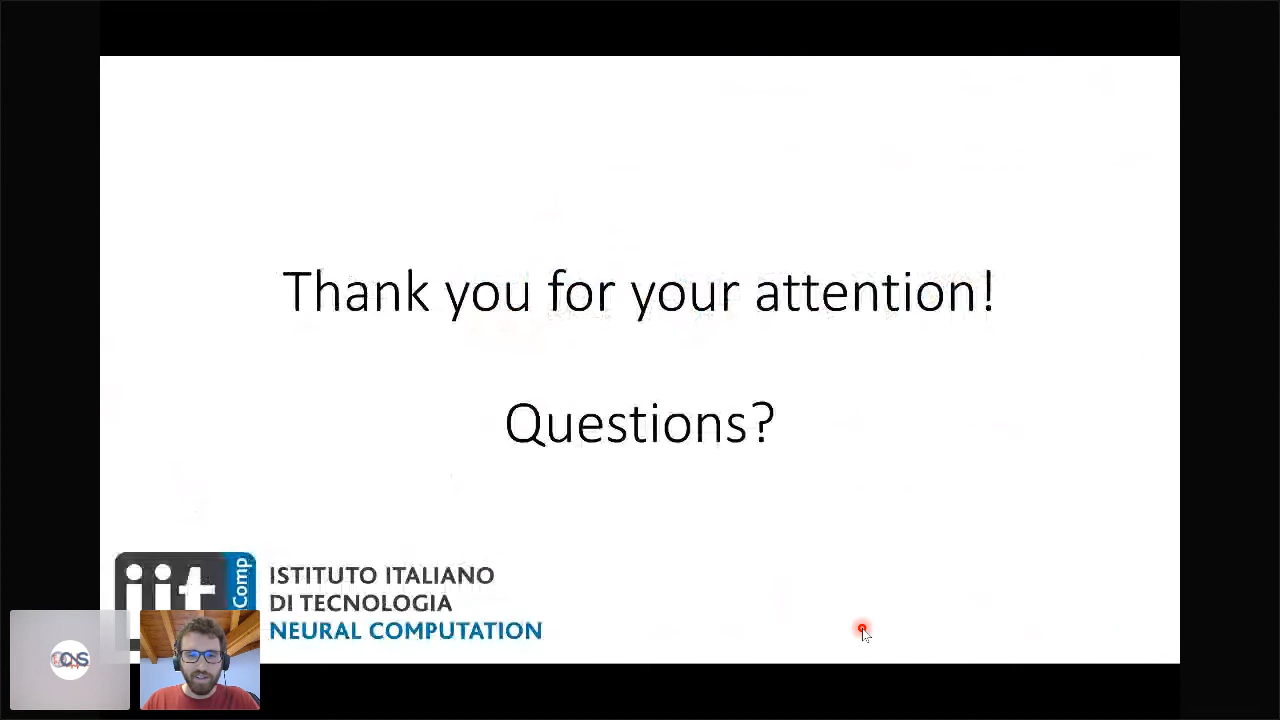 Thank you for your attention!
Questions?
iit
Comp
ISTITUTO ITALIANO
DI TECNOLOGIA
NEURAL COMPUTATION